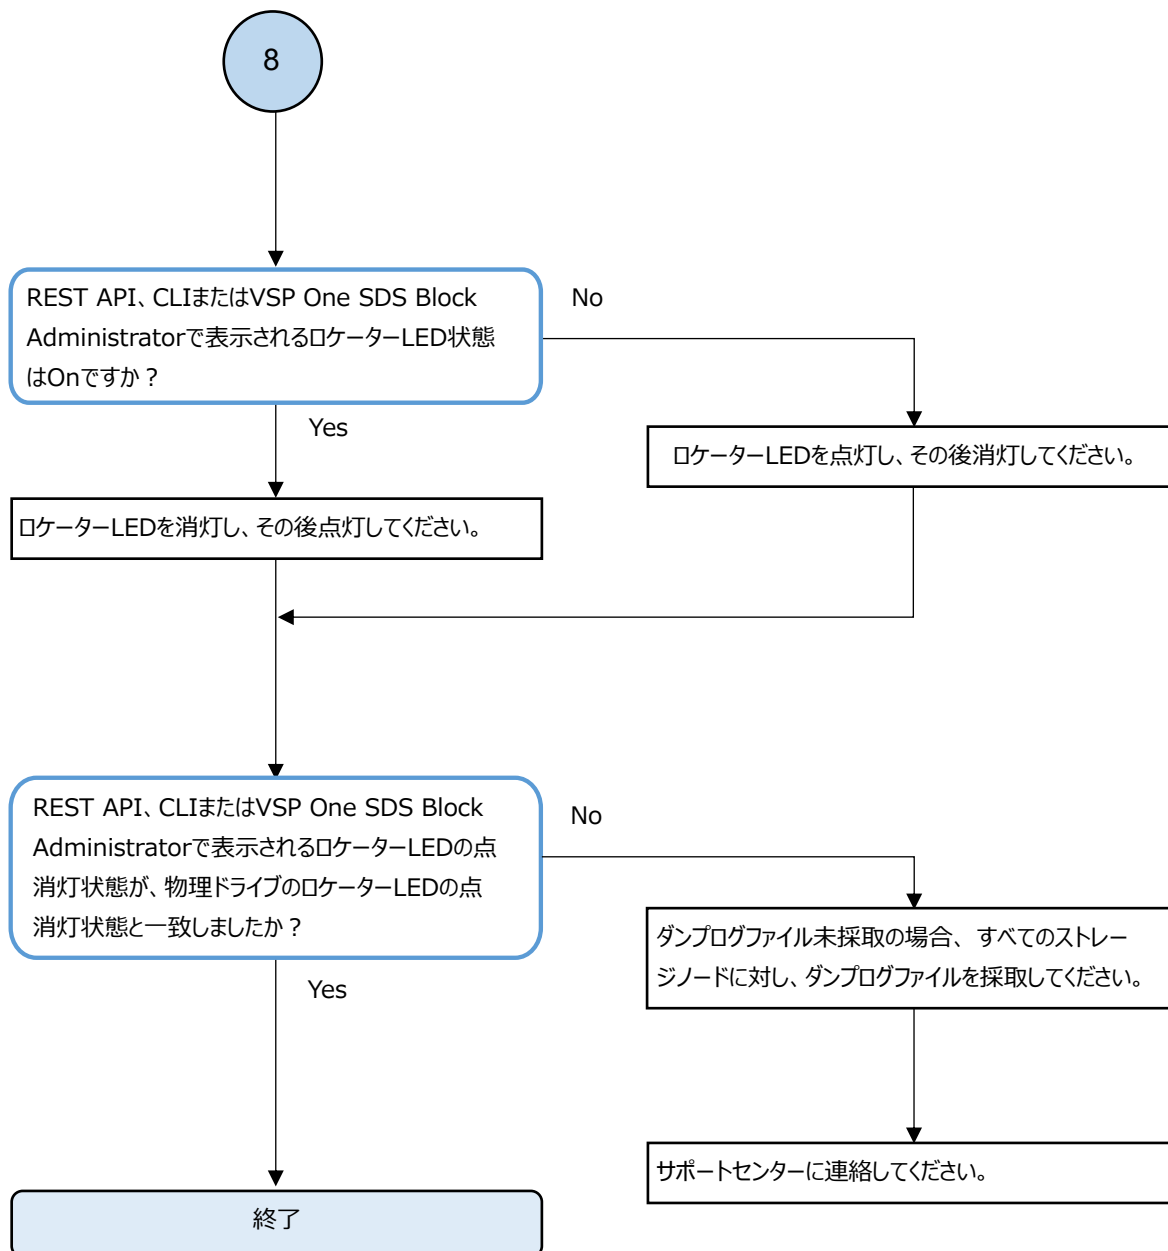 8
REST API、CLIまたはVSP One SDS Block
Administratorで表示されるロケーターLED状態
はOnですか？
No
Yes
ロケーターLEDを点灯し、その後消灯してください。
ロケーターLEDを消灯し、その後点灯してください。
REST API、CLIまたはVSP One SDS Block
Administratorで表示されるロケーターLEDの点
消灯状態が、物理ドライブのロケーターLEDの点
消灯状態と一致しましたか？
No
Yes
ダンプログファイル未採取の場合、すべてのストレー
ジノードに対し、ダンプログファイルを採取してください。
サポートセンターに連絡してください。
終了